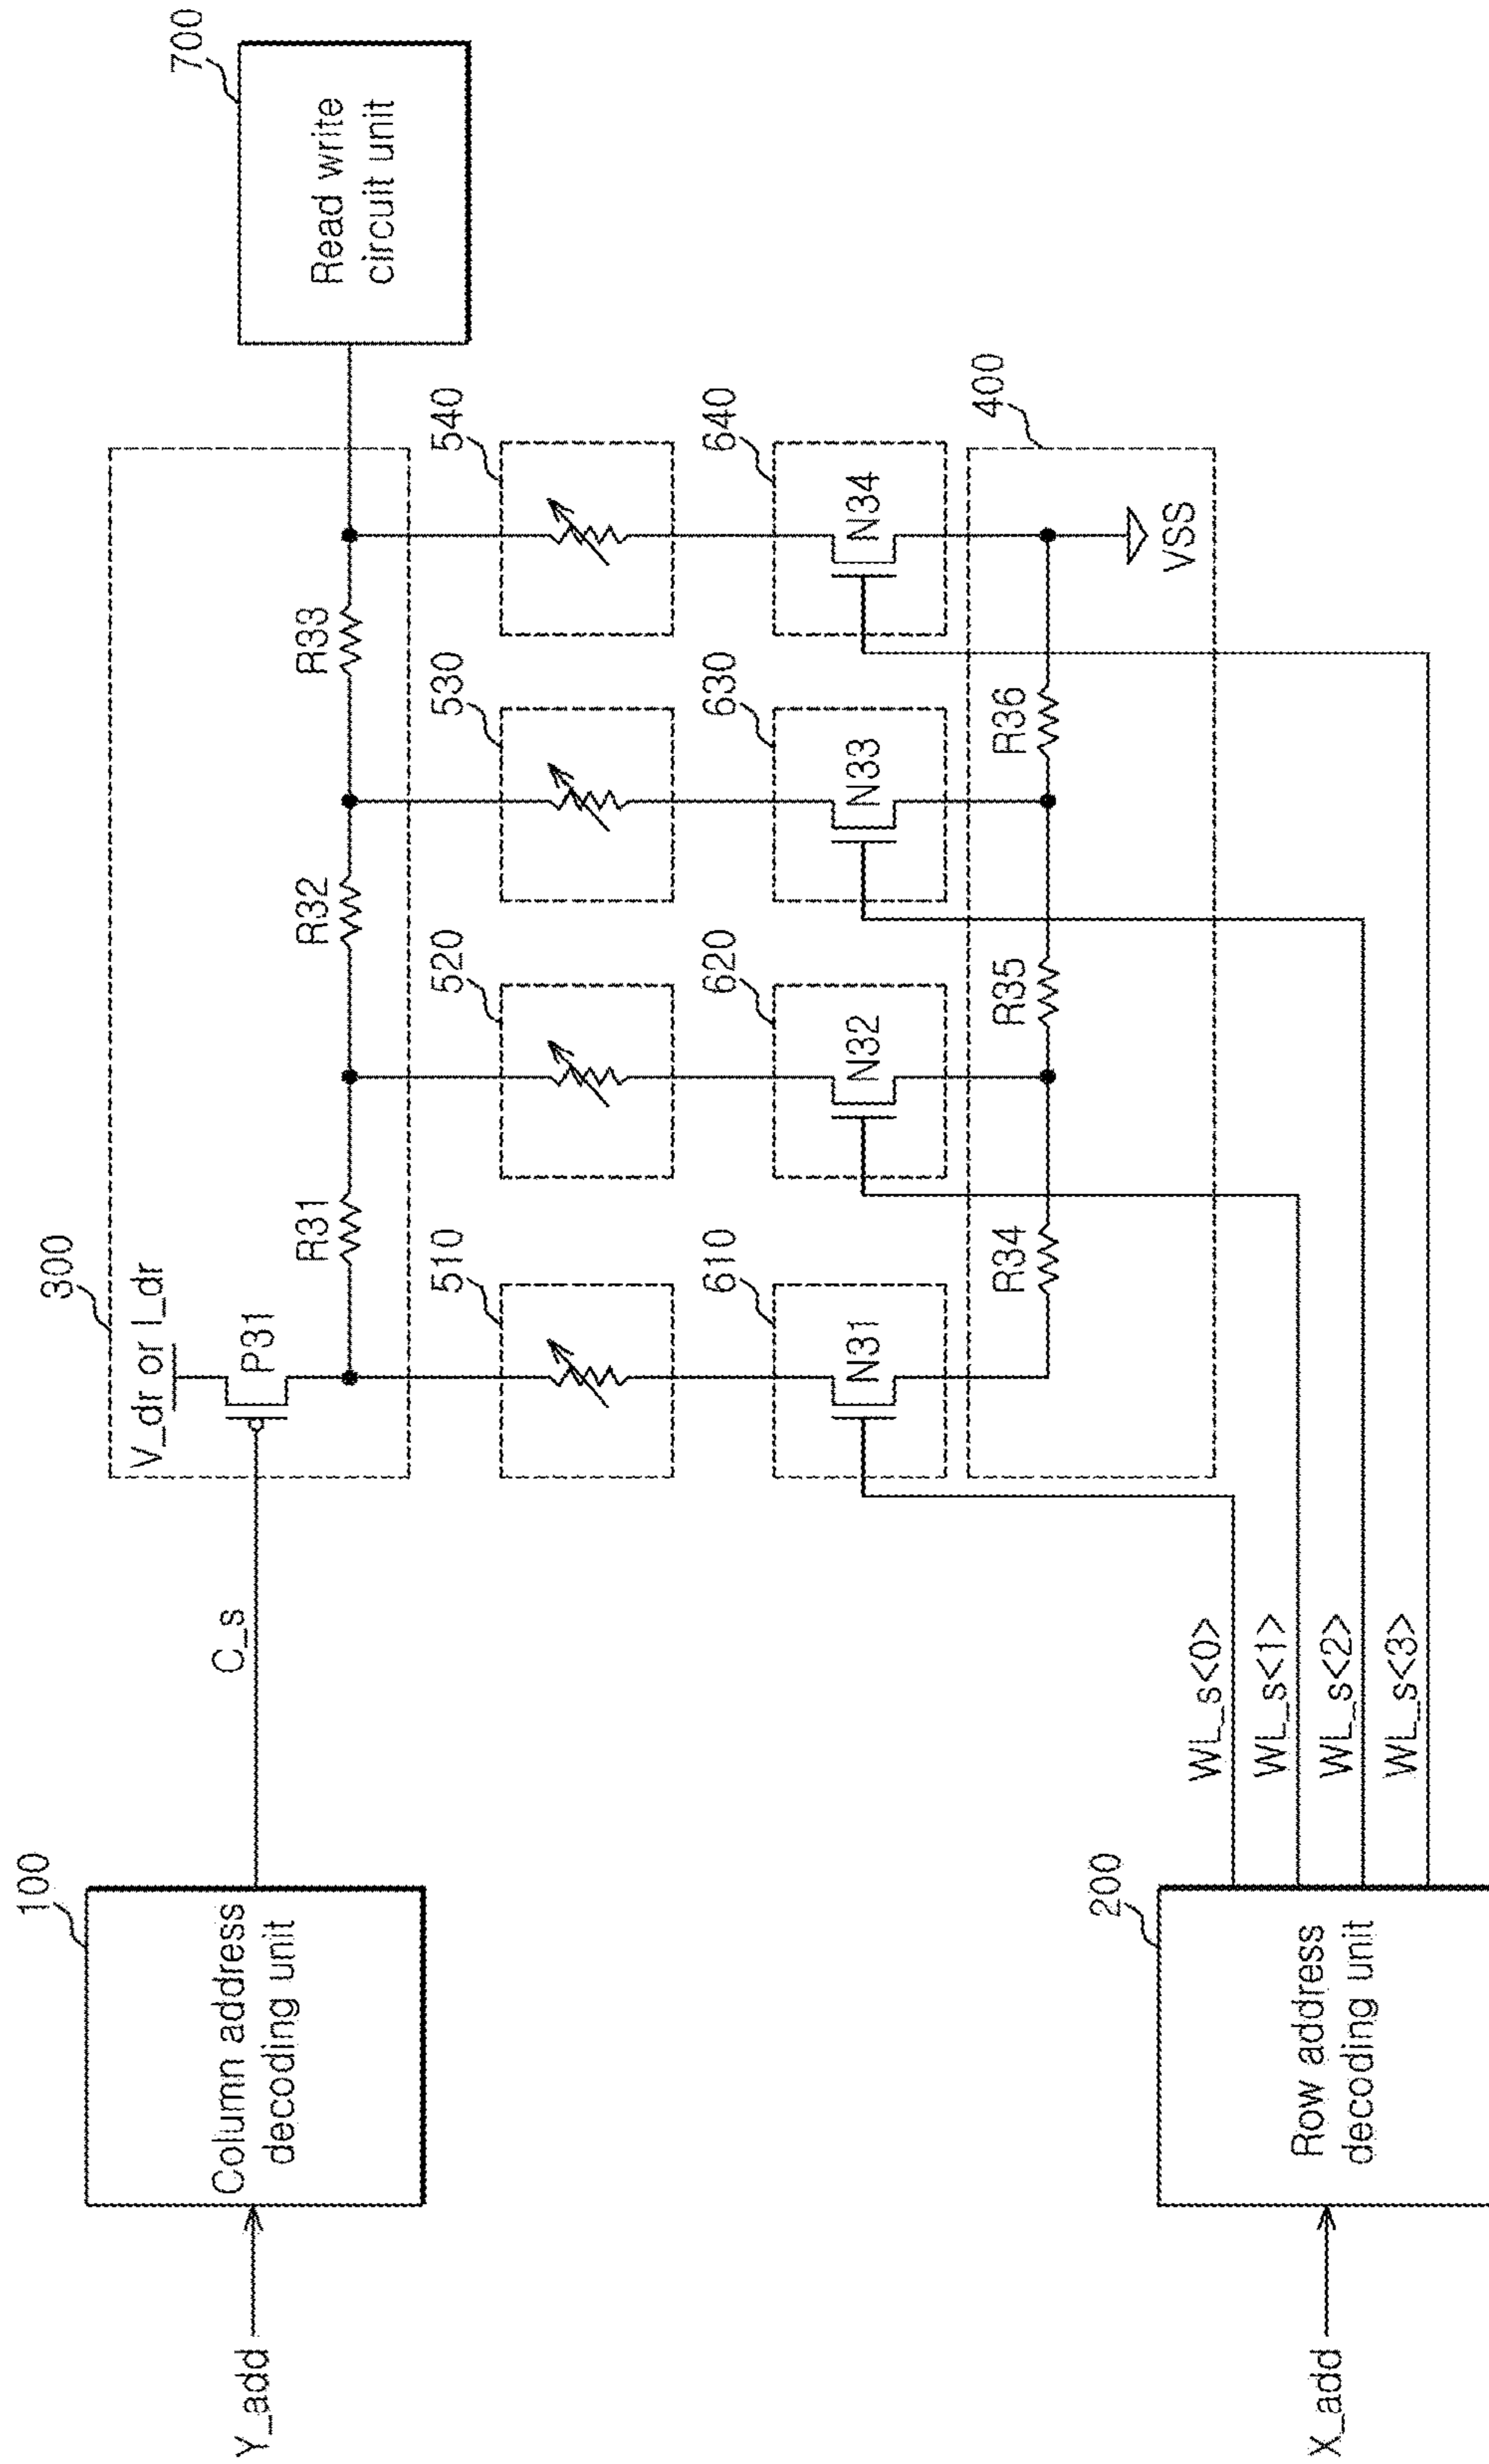 100
Column address
decoding unit
Y_add
C_s
300
V_dr or I_dr
P31
R31
R32
R33
700
Read write
circuit unit
510
520
530
540
610
N31
620
N32
630
N33
640
N34
400
R34
R35
R36
VSS
200
Row address
decoding unit
X_add
WL_s<0>
WL_s<1>
WL_s<2>
WL_s<3>